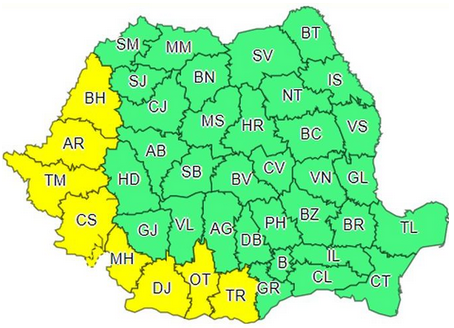 BT
SM
MM
SV
SJ
BN
IS
BH
CJ
NT
MS
HR
VS
AR
AB
BC
TM
HD
SB
BV
CV
VN
GL
CS
GJ
VL
AG
PH
BZ
BR
TL
DB
MH
B
IL
DJ
OT
TR
GR
CL
CT